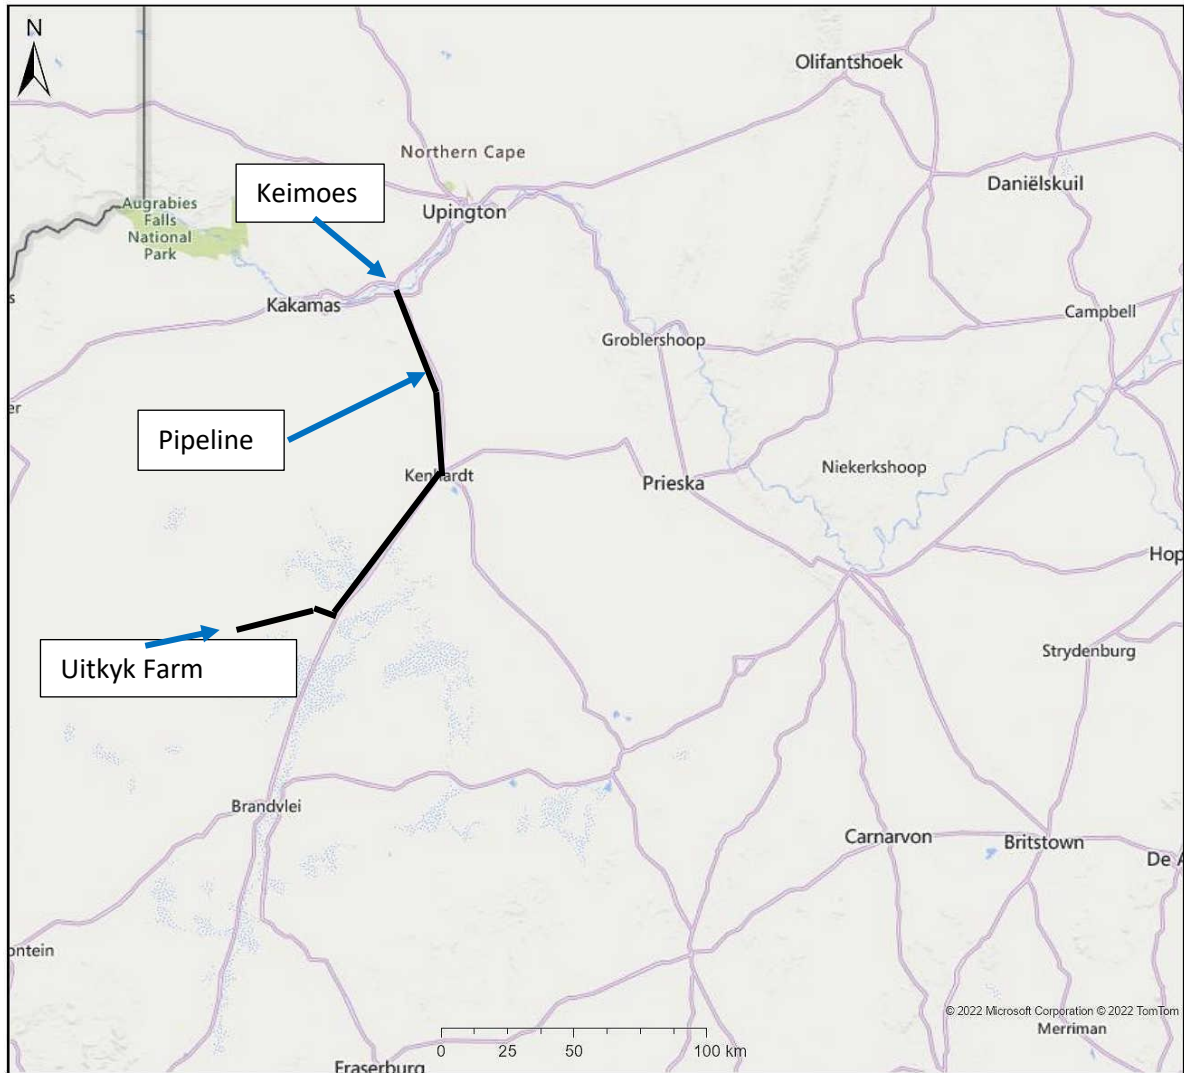 N
Olifantshoek
Northern Cape
Keimoes
Daniëlskuil
Augrabies
Falls
National
Park
Upington
s
Kakamas
Campbell
Groblershoop
er
Pipeline
Kenhardt
Prieska
Niekerkshoop
Hop
Uitkyk Farm
Strydenburg
Brandvlei
Carnarvon
Britstown
De A
ontein
© 2022 Microsoft Corporation © 2022 TomTom
Merriman
0 25 50 100 km
Fraserburg